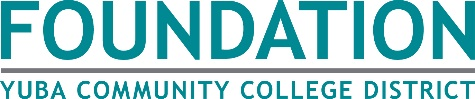 FOUNDATION
YUBA COMMUNITY COLLEGE DISTRICT